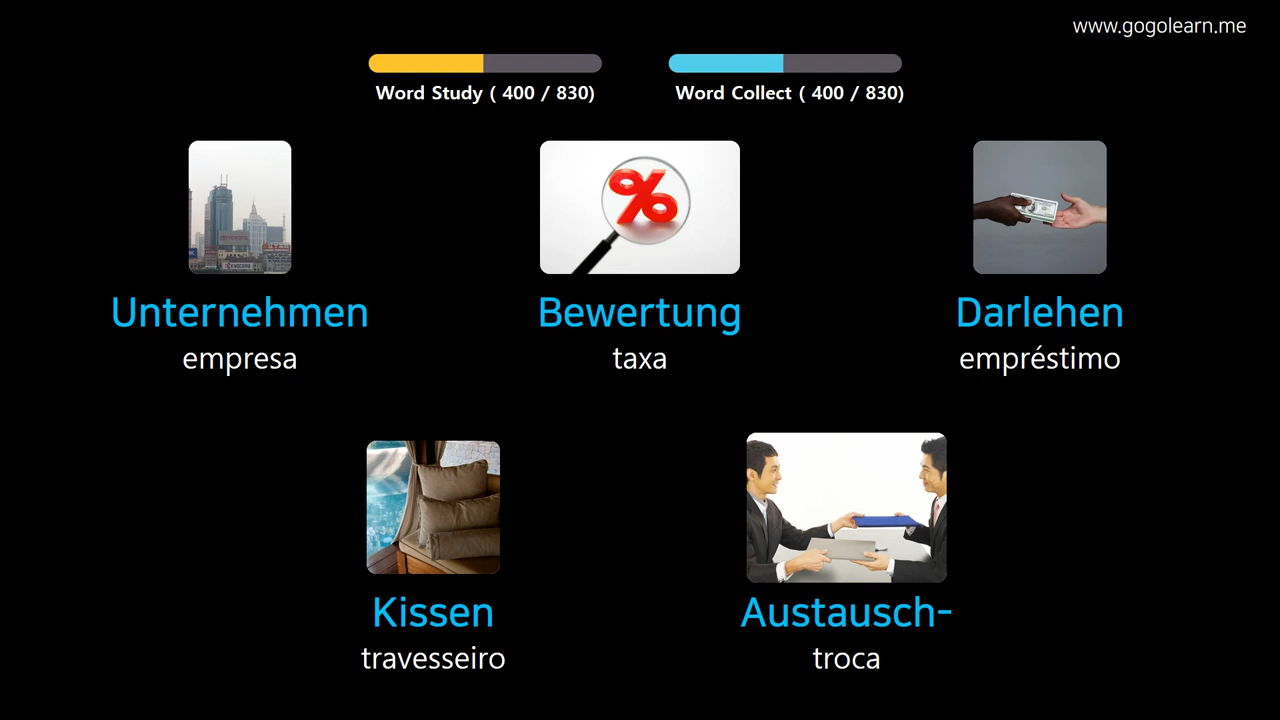 www.gogolearn.me
Word Study ( 400 / 830)
Word Collect ( 400 / 830)
Unternehmen
empresa
Bewertung
taxa
Darlehen
empréstimo
Kissen
travesseiro
Austausch-
troca